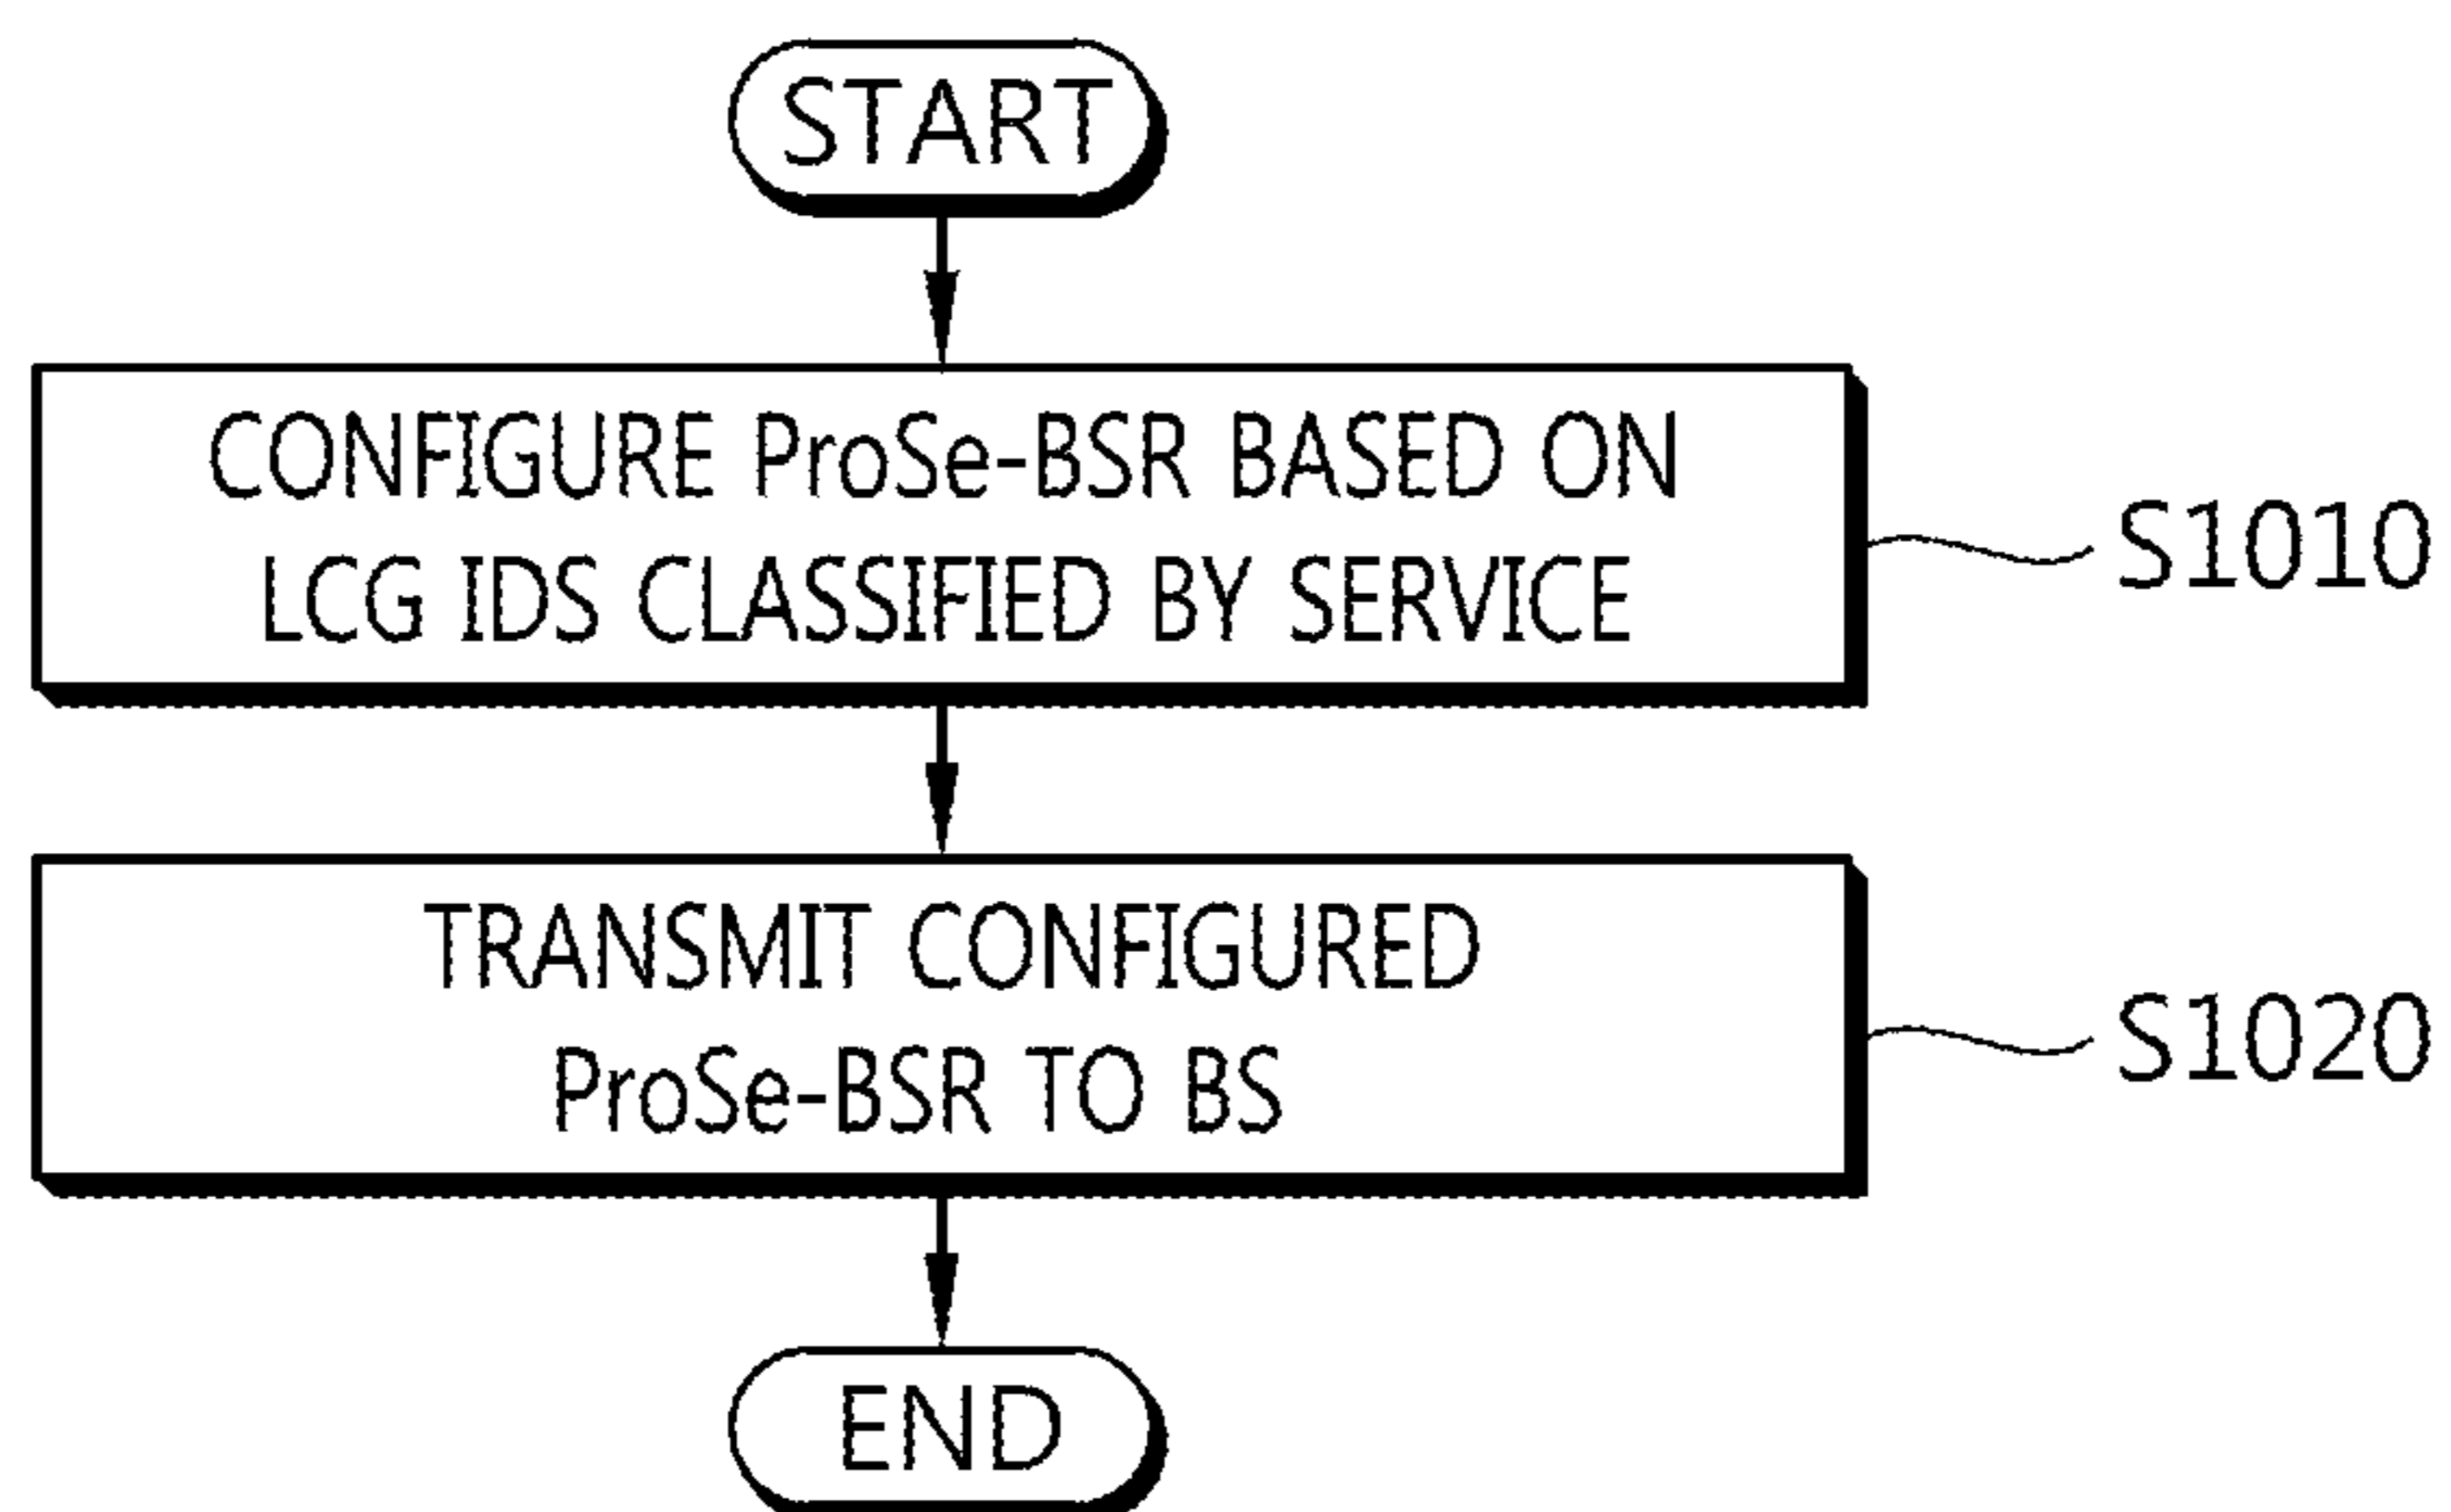 START
CONFIGURE ProSe-BSR BASED ON
LCG IDS CLASSIFIED BY SERVICE
S1010
TRANSMIT CONFIGURED
ProSe-BSR TO BS
S1020
END